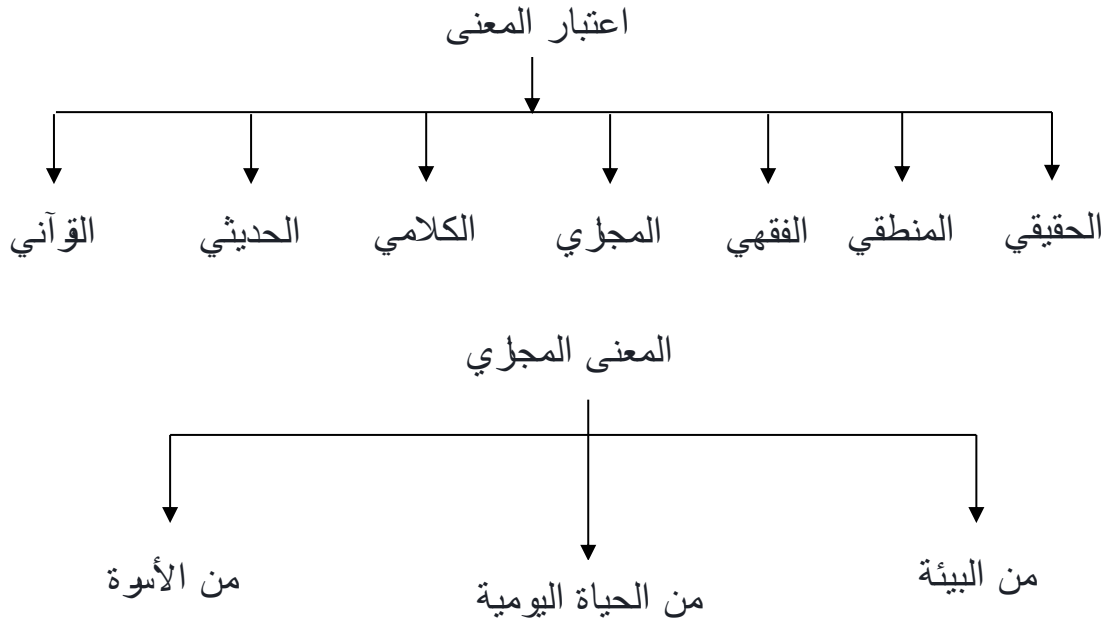 اعتبار المعنى
الحقيقي المنطقي الفقهي المجازي الكلامي الحديثي القرآني
المعنى المجازي
من البيئة من الحياة اليومية من الأسرة